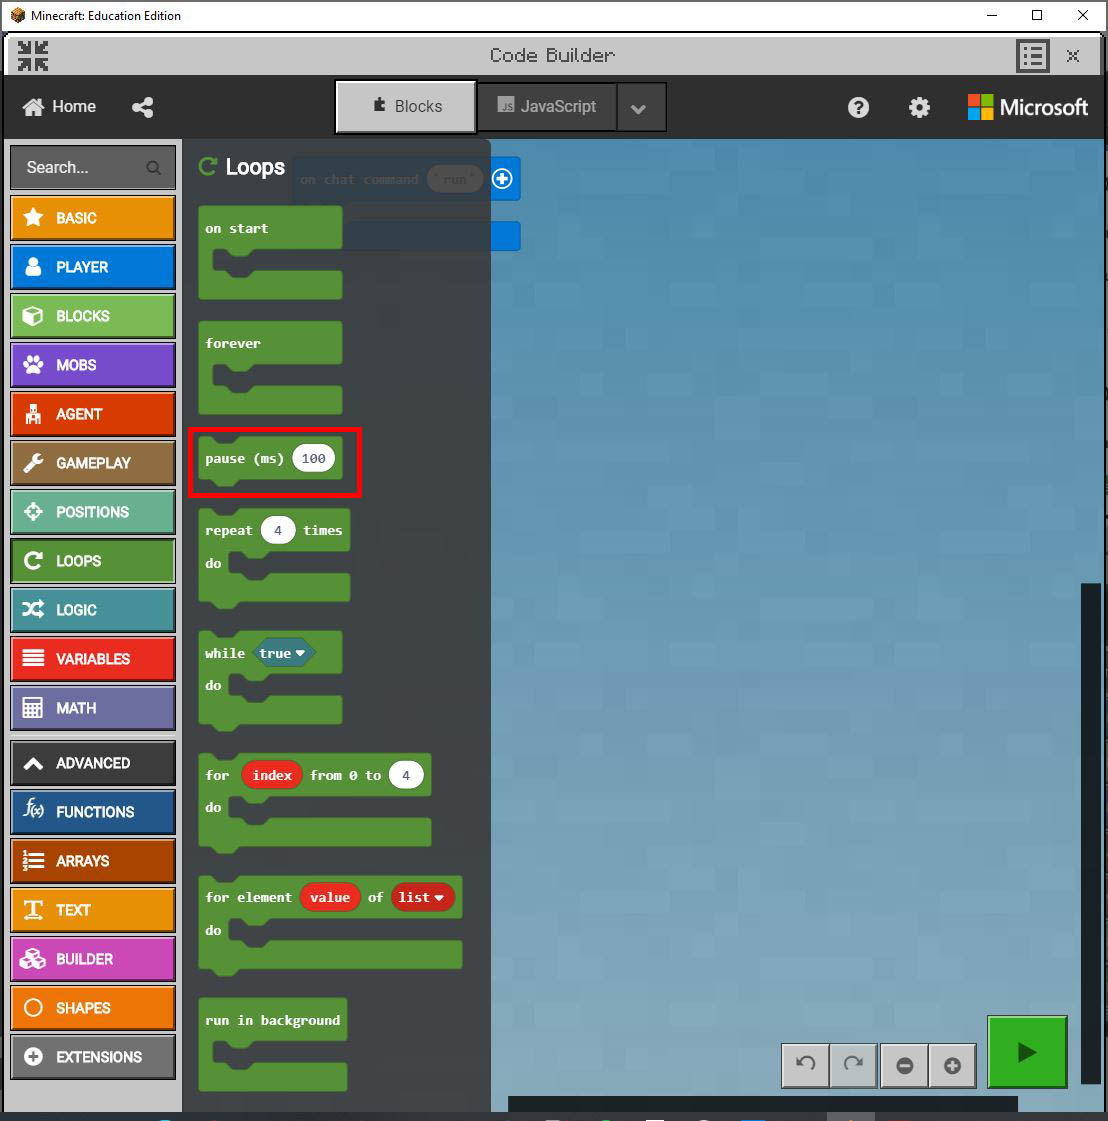 Minecraft: Education Edition
Code Builder
Home
Blocks
JS JavaScript
? Microsoft
Search...
BASIC
PLAYER
BLOCKS
MOBS
AGENT
GAMEPLAY
POSITIONS
LOOPS
LOGIC
VARIABLES
MATH
ADVANCED
f(x) FUNCTIONS
1 2 3 ARRAYS
T TEXT
BUILDER
SHAPES
EXTENSIONS
Loops
on chat command "run"
on start
forever
pause (ms) 100
repeat 4 times
do
while true
do
for index from 0 to 4
do
for element value of list
do
run in background